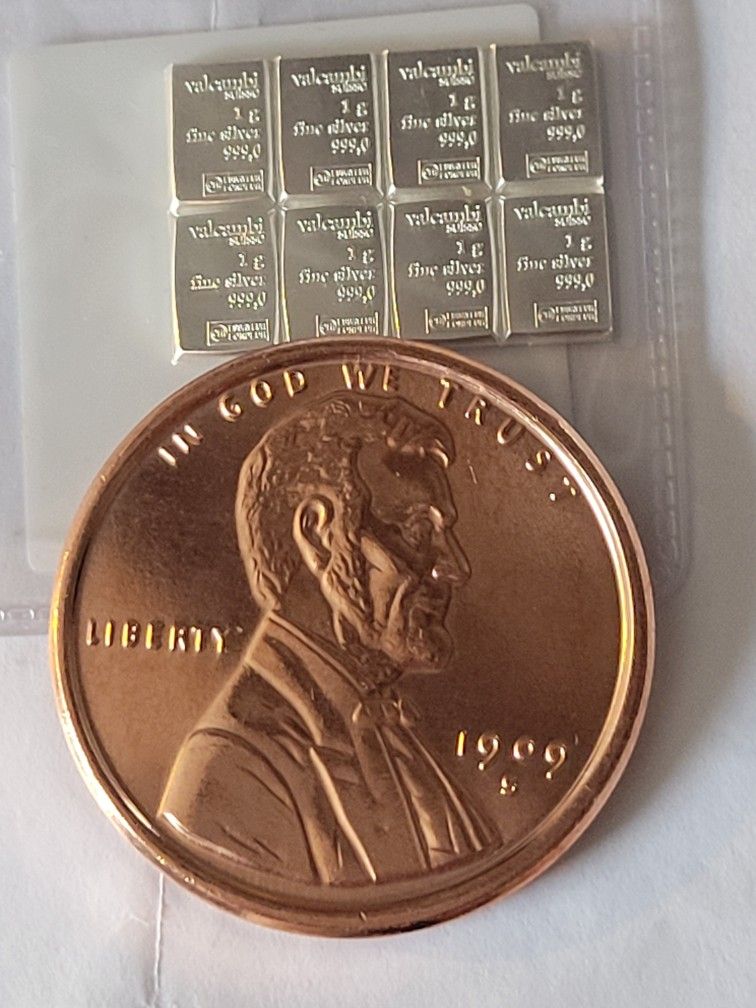 valcambi valcambi valcambi valcambi
SUISSE SUISSE SUISSE SUISSE
1 g 1 g 1 g 1 g
fine silver fine silver fine silver fine silver
999,0 999,0 999,0 999,0
valcambi valcambi valcambi valcambi
SUISSE SUISSE SUISSE SUISSE
1 g 1 g 1 g 1 g
fine silver fine silver fine silver fine silver
999,0 999,0 999,0 999,0
IN GOD WE TRUST
LIBERTY
1909
S